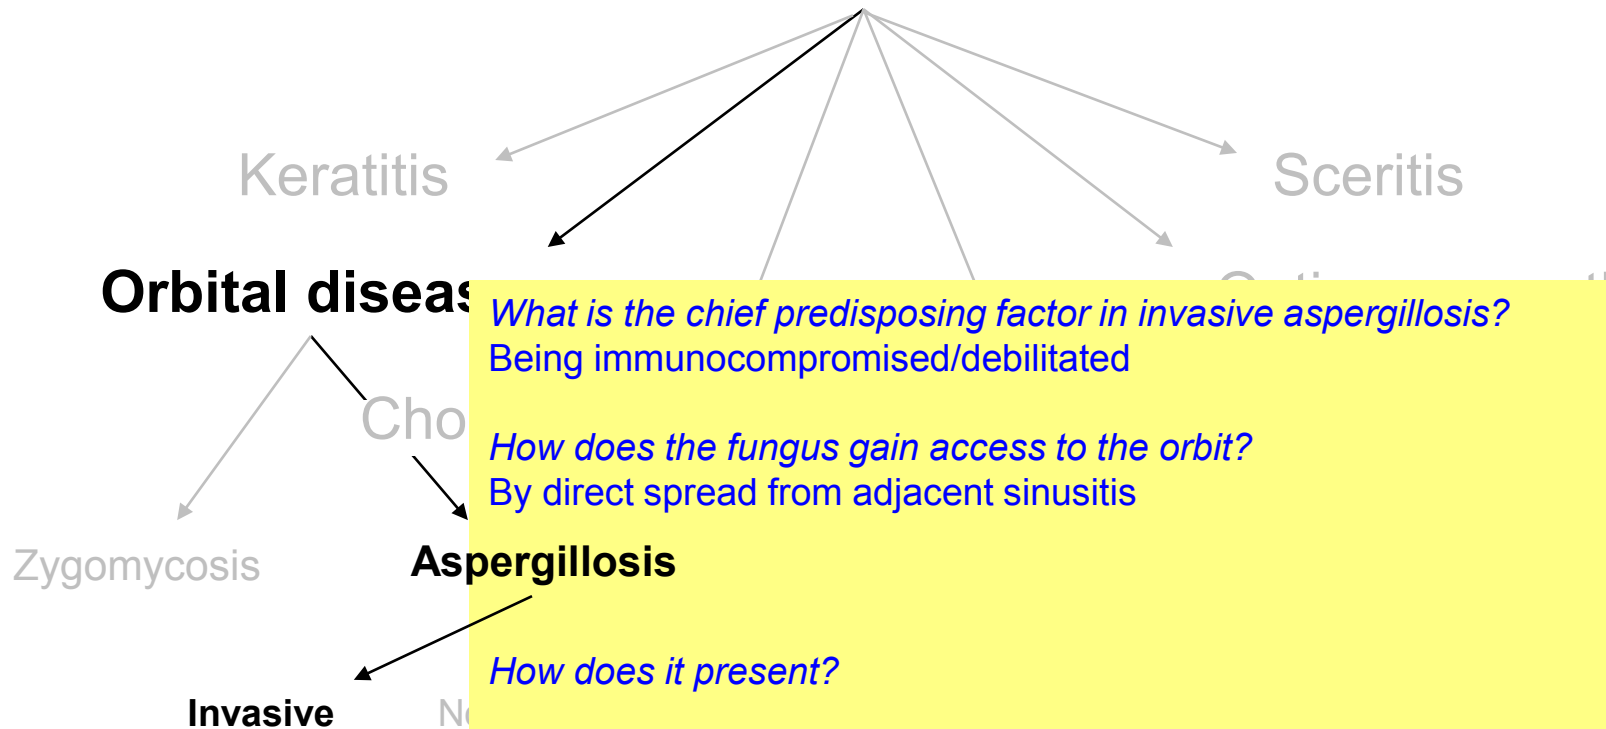 Keratitis
Sceritis
Orbital diseas
What is the chief predisposing factor in invasive aspergillosis?
Being immunocompromised/debilitated
Cho
How does the fungus gain access to the orbit?
By direct spread from adjacent sinusitis
Zygomycosis
Aspergillosis
How does it present?
Invasive